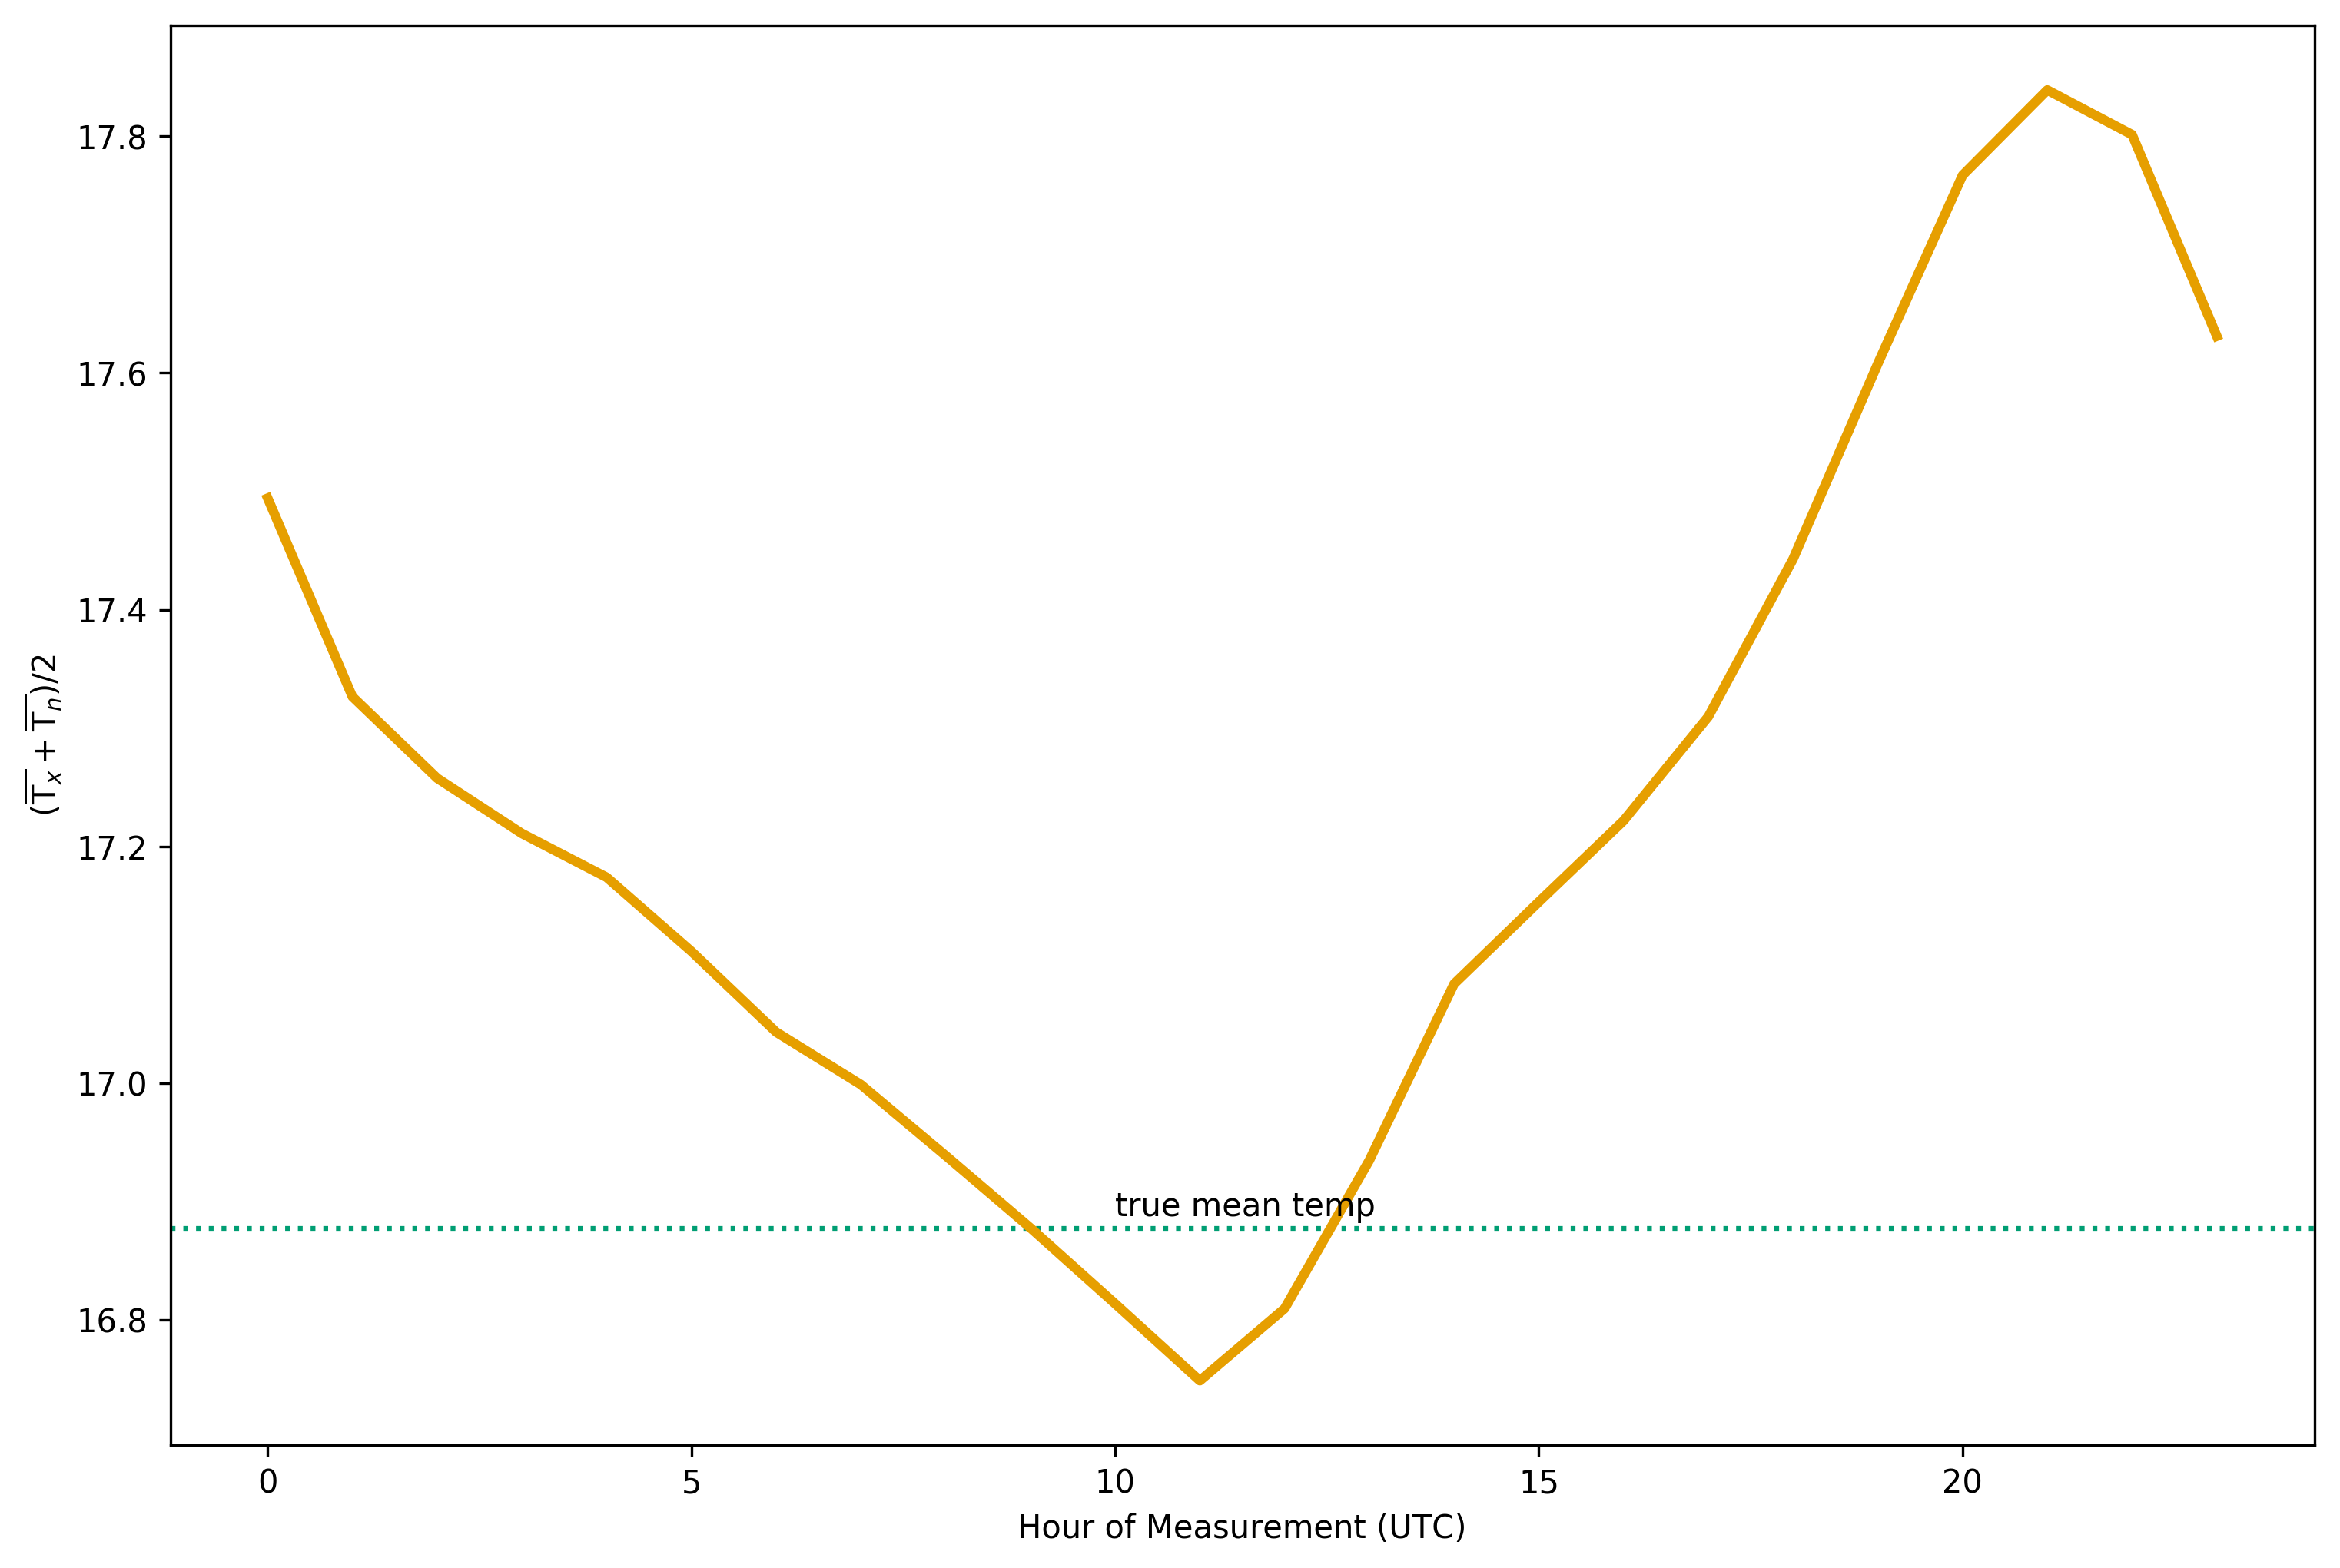 (T̅ₓ + T̅ₙ)/2
17.8
17.6
17.4
17.2
17.0
16.8
true mean temp
0 5 10 15 20
Hour of Measurement (UTC)